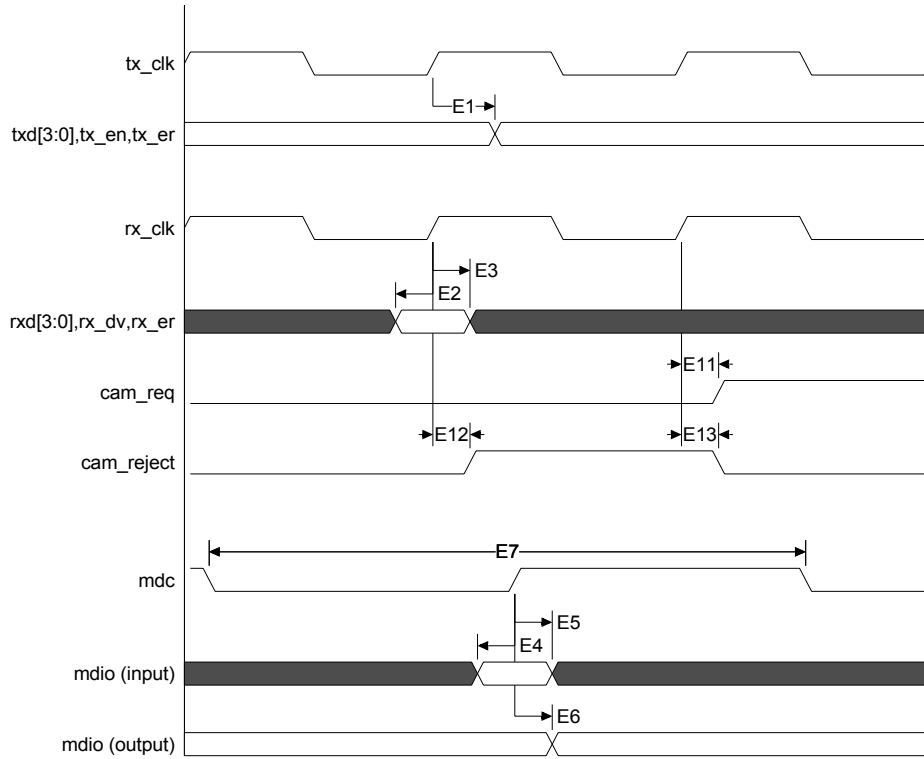 tx_clk
E1
txd[3:0],tx_en,tx_er
rx_clk
E3
E2
rxd[3:0],rx_dv,rx_er
E11
cam_req
E12
E13
cam_reject
E7
mdc
E5
E4
mdio (input)
E6
mdio (output)